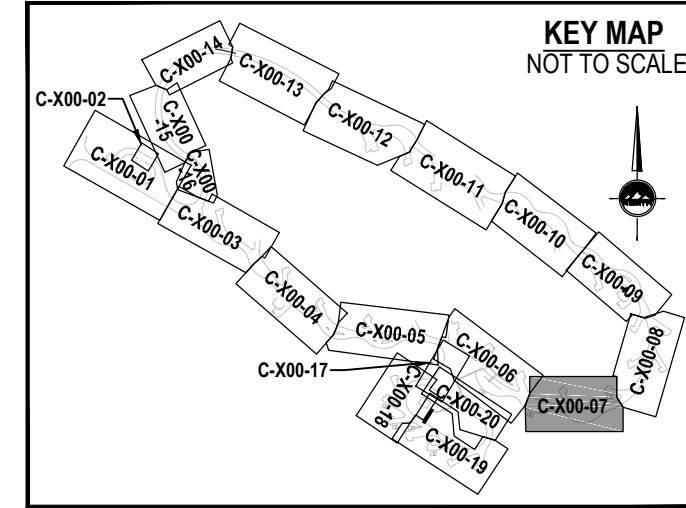 KEY MAP
NOT TO SCALE
C-X00-14
C-X00-13
C-X00-02
C-X00
-15
C-X00-12
C-X00-01
C-X00
-16
C-X00-11
C-X00-03
C-X00-10
C-X00-09
C-X00-04
C-X00-05
C-X00-06
C-X00-08
C-X00-17
C-X00-18
C-X00-20
C-X00-07
C-X00-19